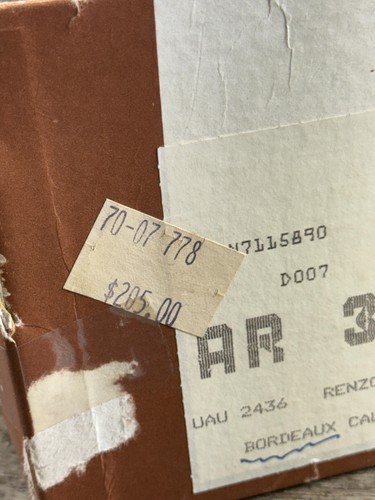 70-07 778
$205.00
N7115890
D007
AR 3
UAU 2436 RENZO
BORDEAUX CAL